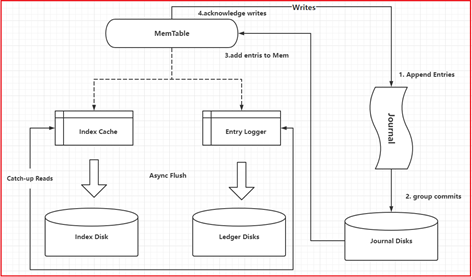 4.acknowledge writes
Writes
MemTable
3.add entris to Mem
1. Append Entries
Journal
Index Cache
Entry Logger
Catch-up Reads
Async Flush
2. group commits
Index Disk
Ledger Disks
Journal Disks